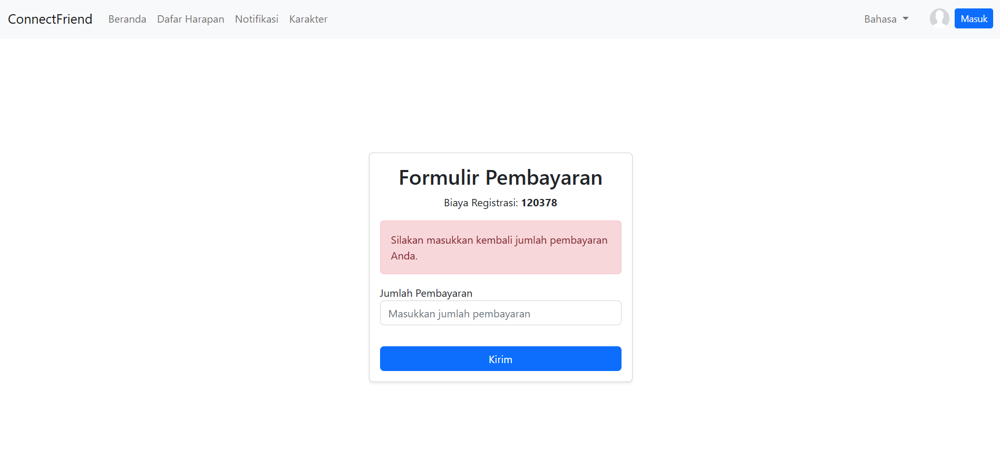 ConnectFriend Beranda Dafar Harapan Notifikasi Karakter Bahasa Masuk
Formulir Pembayaran
Biaya Registrasi: 120378
Silakan masukkan kembali jumlah pembayaran
Anda.
Jumlah Pembayaran
Masukkan jumlah pembayaran
Kirim